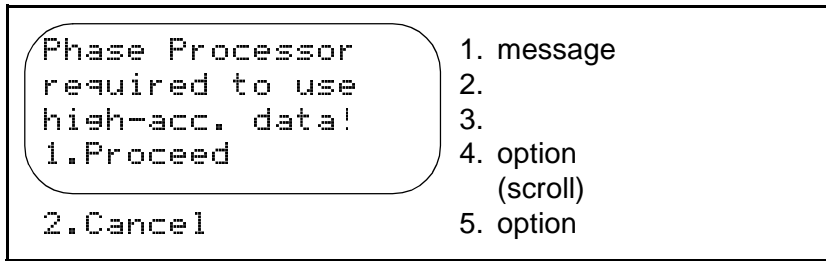 Phase Processor
required to use
high-acc. data!
1.Proceed
2.Cancel
1. message
2.
3.
4. option
(scroll)
5. option